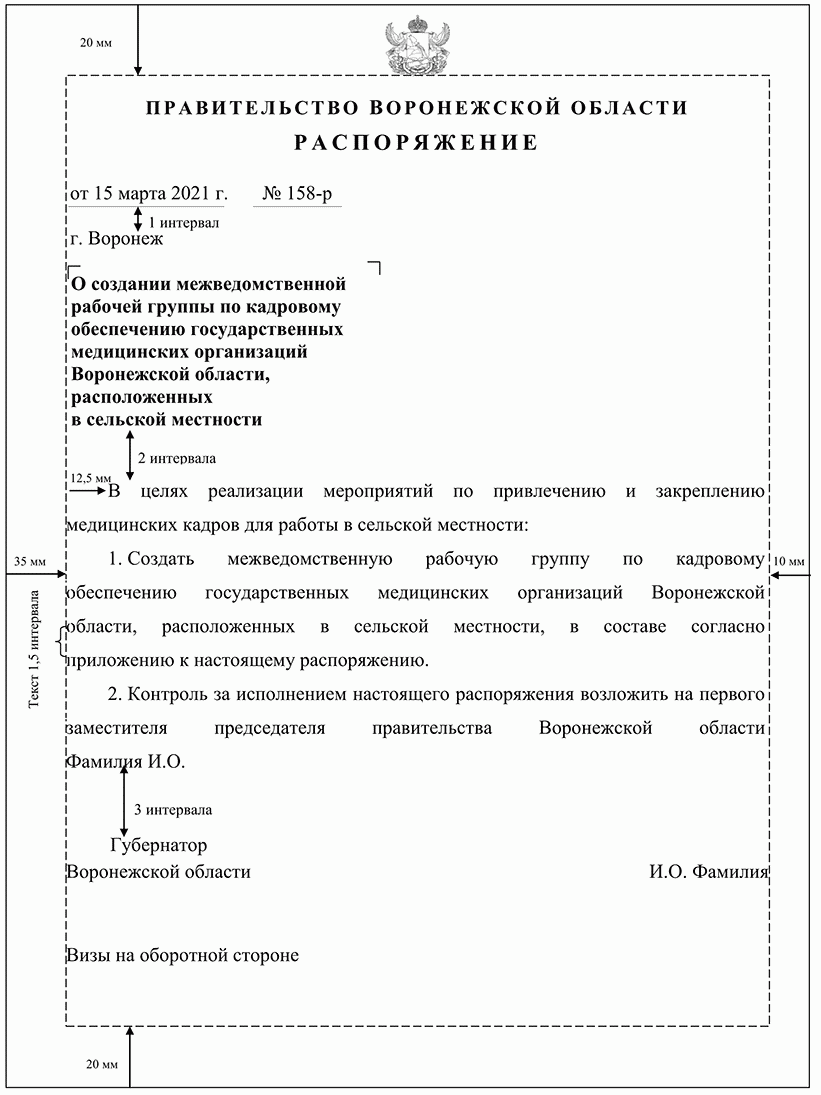 20 мм
ПРАВИТЕЛЬСТВО ВОРОНЕЖСКОЙ ОБЛАСТИ
РАСПОРЯЖЕНИЕ
от 15 марта 2021 г. № 158-р
1 интервал
г. Воронеж
О создании межведомственной
рабочей группы по кадровому
обеспечению государственных
медицинских организаций
Воронежской области,
расположенных
в сельской местности
2 интервала
12,5 мм
В целях реализации мероприятий по привлечению и закреплению
медицинских кадров для работы в сельской местности:
35 мм
1. Создать межведомственную рабочую группу по кадровому
10 мм
обеспечению государственных медицинских организаций Воронежской
области, расположенных в сельской местности, в составе согласно
приложению к настоящему распоряжению.
Текст 1,5 интервала
2. Контроль за исполнением настоящего распоряжения возложить на первого
заместителя председателя правительства Воронежской области
Фамилия И.О.
3 интервала
Губернатор
Воронежской области И.О. Фамилия
Визы на оборотной стороне
20 мм